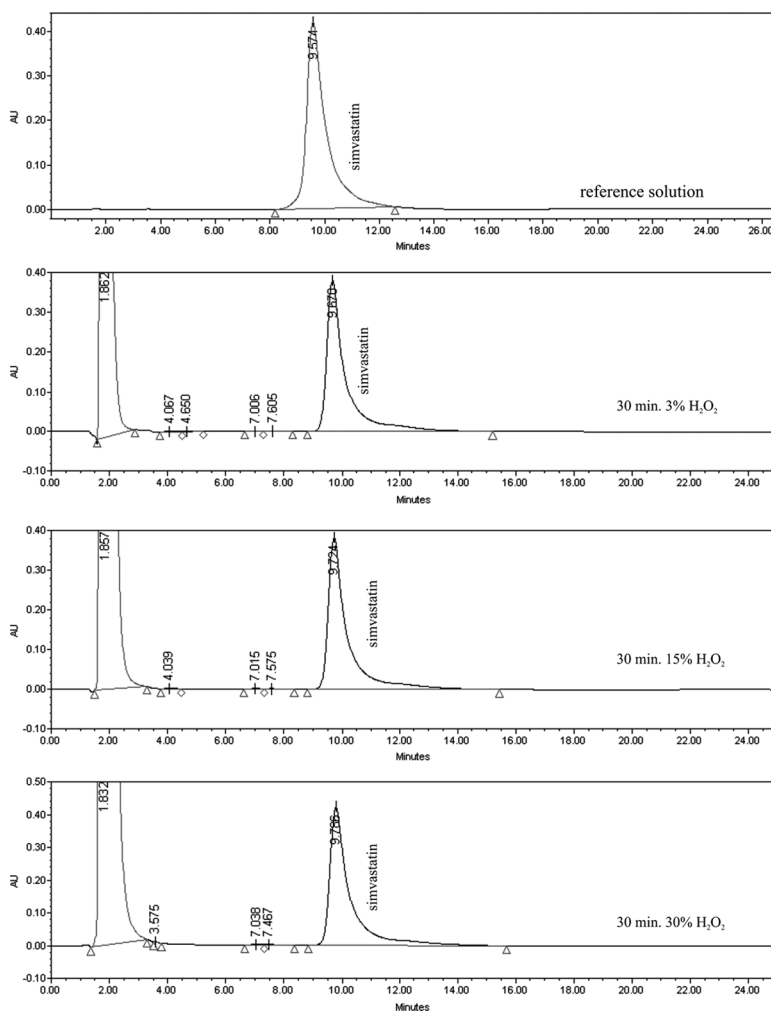 0.40
0.30
0.20
0.10
0.00
AU
9.574
simvastatin
reference solution
2.00 4.00 6.00 8.00 10.00 12.00 14.00 16.00 18.00 20.00 22.00 24.00 26.00
Minutes
0.40
0.30
0.20
0.10
0.00
-0.10
AU
1.862
4.067
4.650
7.006
7.605
9.670
simvastatin
30 min. 3% H₂O₂
0.00 2.00 4.00 6.00 8.00 10.00 12.00 14.00 16.00 18.00 20.00 22.00 24.00
Minutes
0.40
0.30
0.20
0.10
0.00
-0.10
AU
1.857
4.039
7.015
7.575
9.724
simvastatin
30 min. 15% H₂O₂
0.00 2.00 4.00 6.00 8.00 10.00 12.00 14.00 16.00 18.00 20.00 22.00 24.00
Minutes
0.50
0.40
0.30
0.20
0.10
0.00
-0.10
AU
1.832
3.575
7.038
7.467
9.786
simvastatin
30 min. 30% H₂O₂
0.00 2.00 4.00 6.00 8.00 10.00 12.00 14.00 16.00 18.00 20.00 22.00 24.00
Minutes